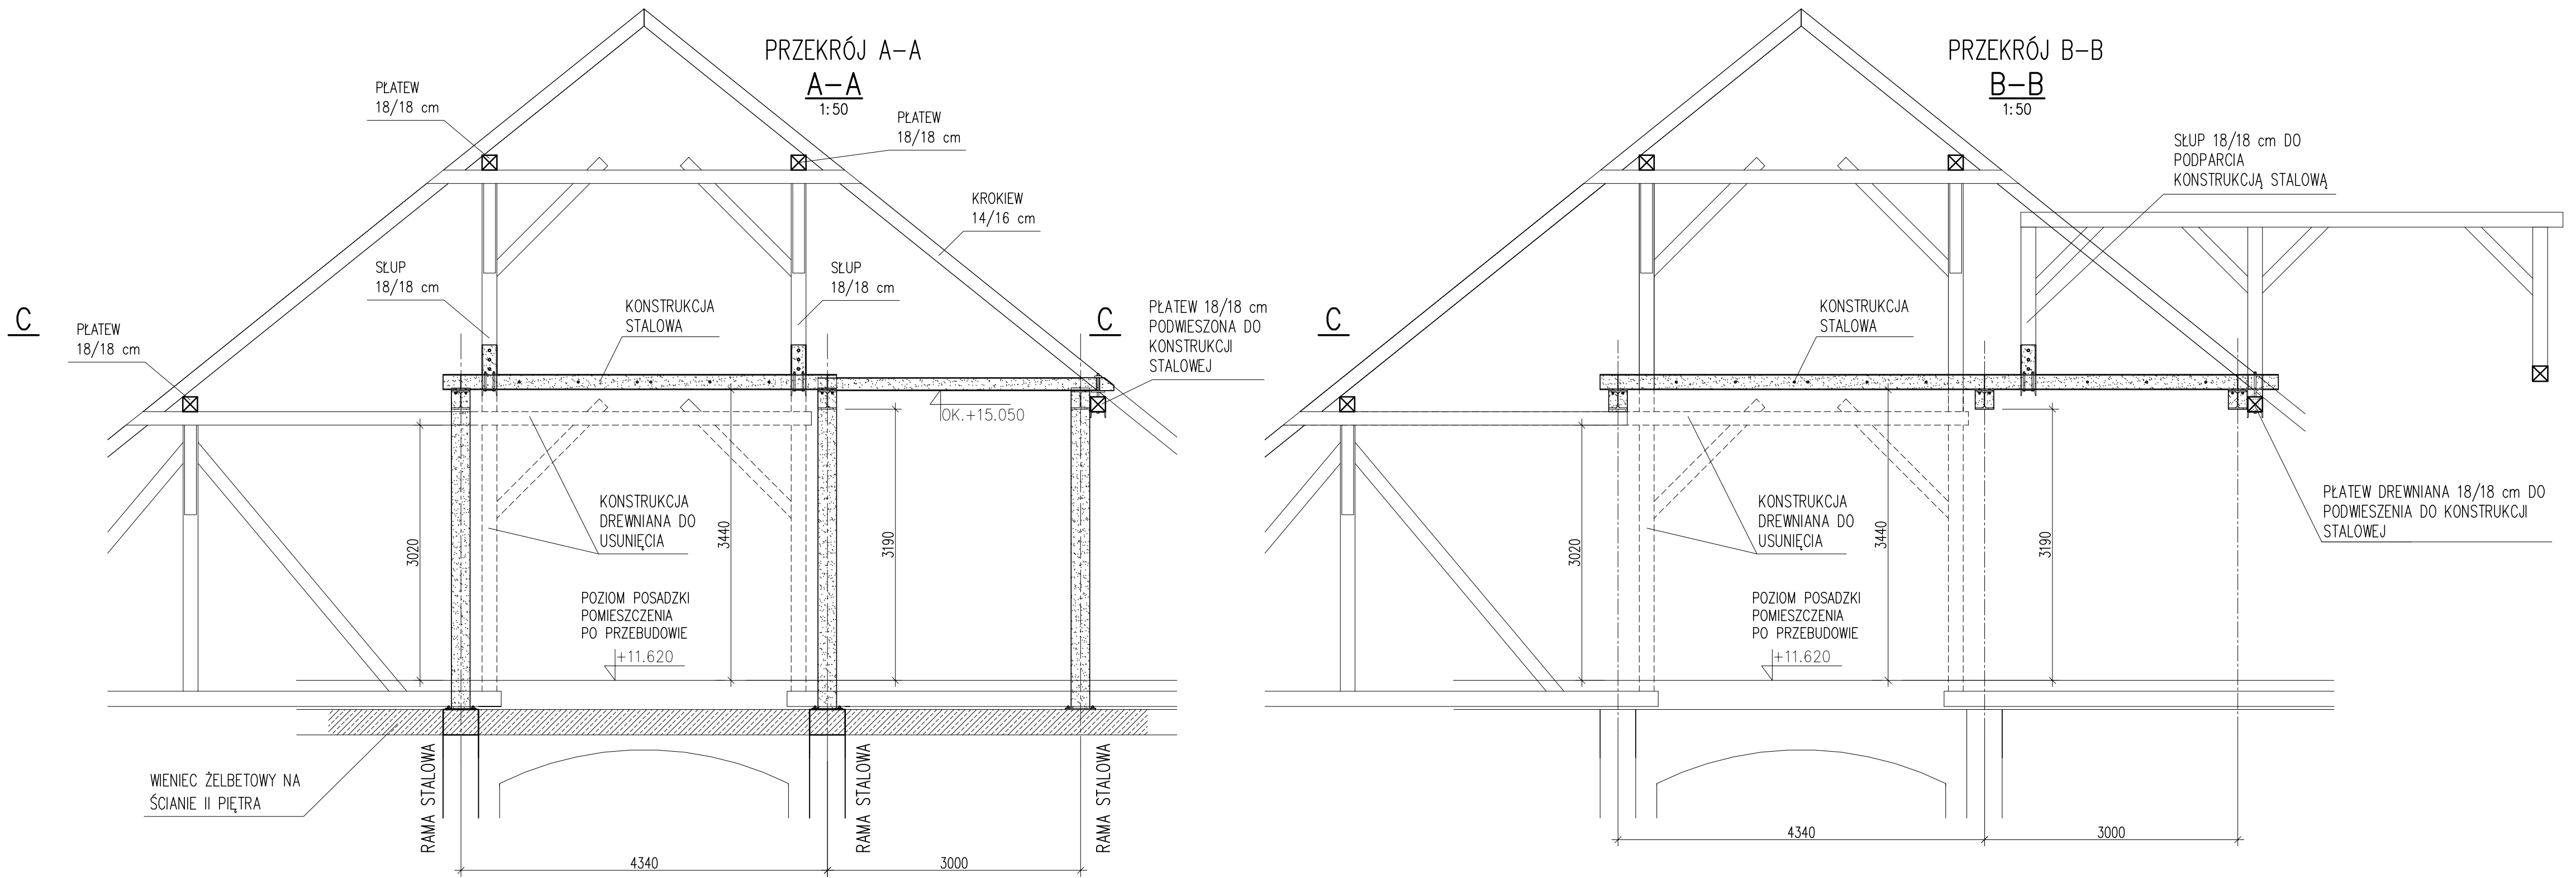 PRZEKRÓJ A-A
A-A
1:50
PŁATEW
18/18 cm
PŁATEW
18/18 cm
KROKIEW
14/16 cm
SŁUP
18/18 cm
SŁUP
18/18 cm
KONSTRUKCJA
STALOWA
C
PŁATEW
18/18 cm
C
PŁATEW 18/18 cm
PODWIESZONA DO
KONSTRUKCJI
STALOWEJ
OK.+15.050
KONSTRUKCJA
DREWNIANA DO
USUNIĘCIA
3020
3440
3190
POZIOM POSADZKI
POMIESZCZENIA
PO PRZEBUDOWIE
+11.620
WIENIEC ŻELBETOWY NA
ŚCIANIE II PIĘTRA
RAMA STALOWA
RAMA STALOWA
RAMA STALOWA
4340
3000
PRZEKRÓJ B-B
B-B
1:50
SŁUP 18/18 cm DO
PODPARCIA
KONSTRUKCJĄ STALOWĄ
C
KONSTRUKCJA
STALOWA
KONSTRUKCJA
DREWNIANA DO
USUNIĘCIA
3020
3440
3190
PŁATEW DREWNIANA 18/18 cm DO
PODWIESZENIA DO KONSTRUKCJI
STALOWEJ
POZIOM POSADZKI
POMIESZCZENIA
PO PRZEBUDOWIE
+11.620
4340
3000